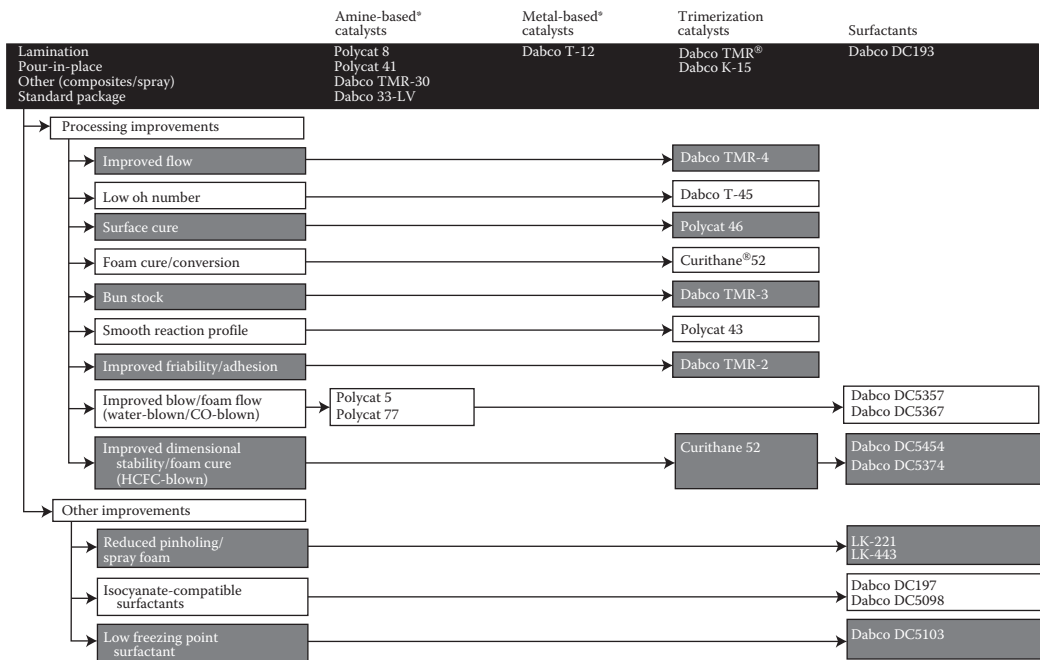 Amine-based* catalysts
Metal-based* catalysts
Trimerization catalysts
Surfactants
Lamination
Pour-in-place
Other (composites/spray)
Standard package
Polycat 8
Polycat 41
Dabco TMR-30
Dabco 33-LV
Dabco T-12
Dabco TMR®
Dabco K-15
Dabco DC193
Processing improvements
Improved flow
Dabco TMR-4
Low oh number
Dabco T-45
Surface cure
Polycat 46
Foam cure/conversion
Curithane®52
Bun stock
Dabco TMR-3
Smooth reaction profile
Polycat 43
Improved friability/adhesion
Dabco TMR-2
Improved blow/foam flow
(water-blown/CO-blown)
Polycat 5
Polycat 77
Dabco DC5357
Dabco DC5367
Improved dimensional
stability/foam cure
(HCFC-blown)
Curithane 52
Dabco DC5454
Dabco DC5374
Other improvements
Reduced pinholing/
spray foam
LK-221
LK-443
Isocyanate-compatible
surfactants
Dabco DC197
Dabco DC5098
Low freezing point
surfactant
Dabco DC5103